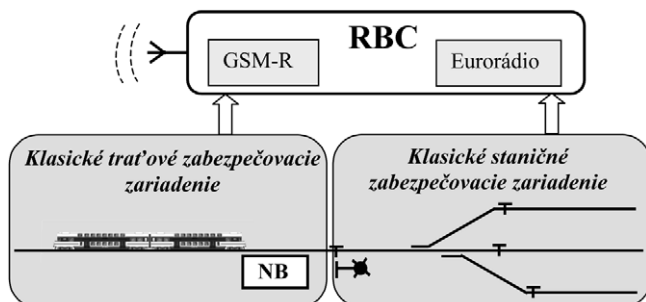 RBC
GSM-R
Eurorádio
Klasické traťové zabezpečovacie
zariadenie
Klasické staničné
zabezpečovacie zariadenie
NB